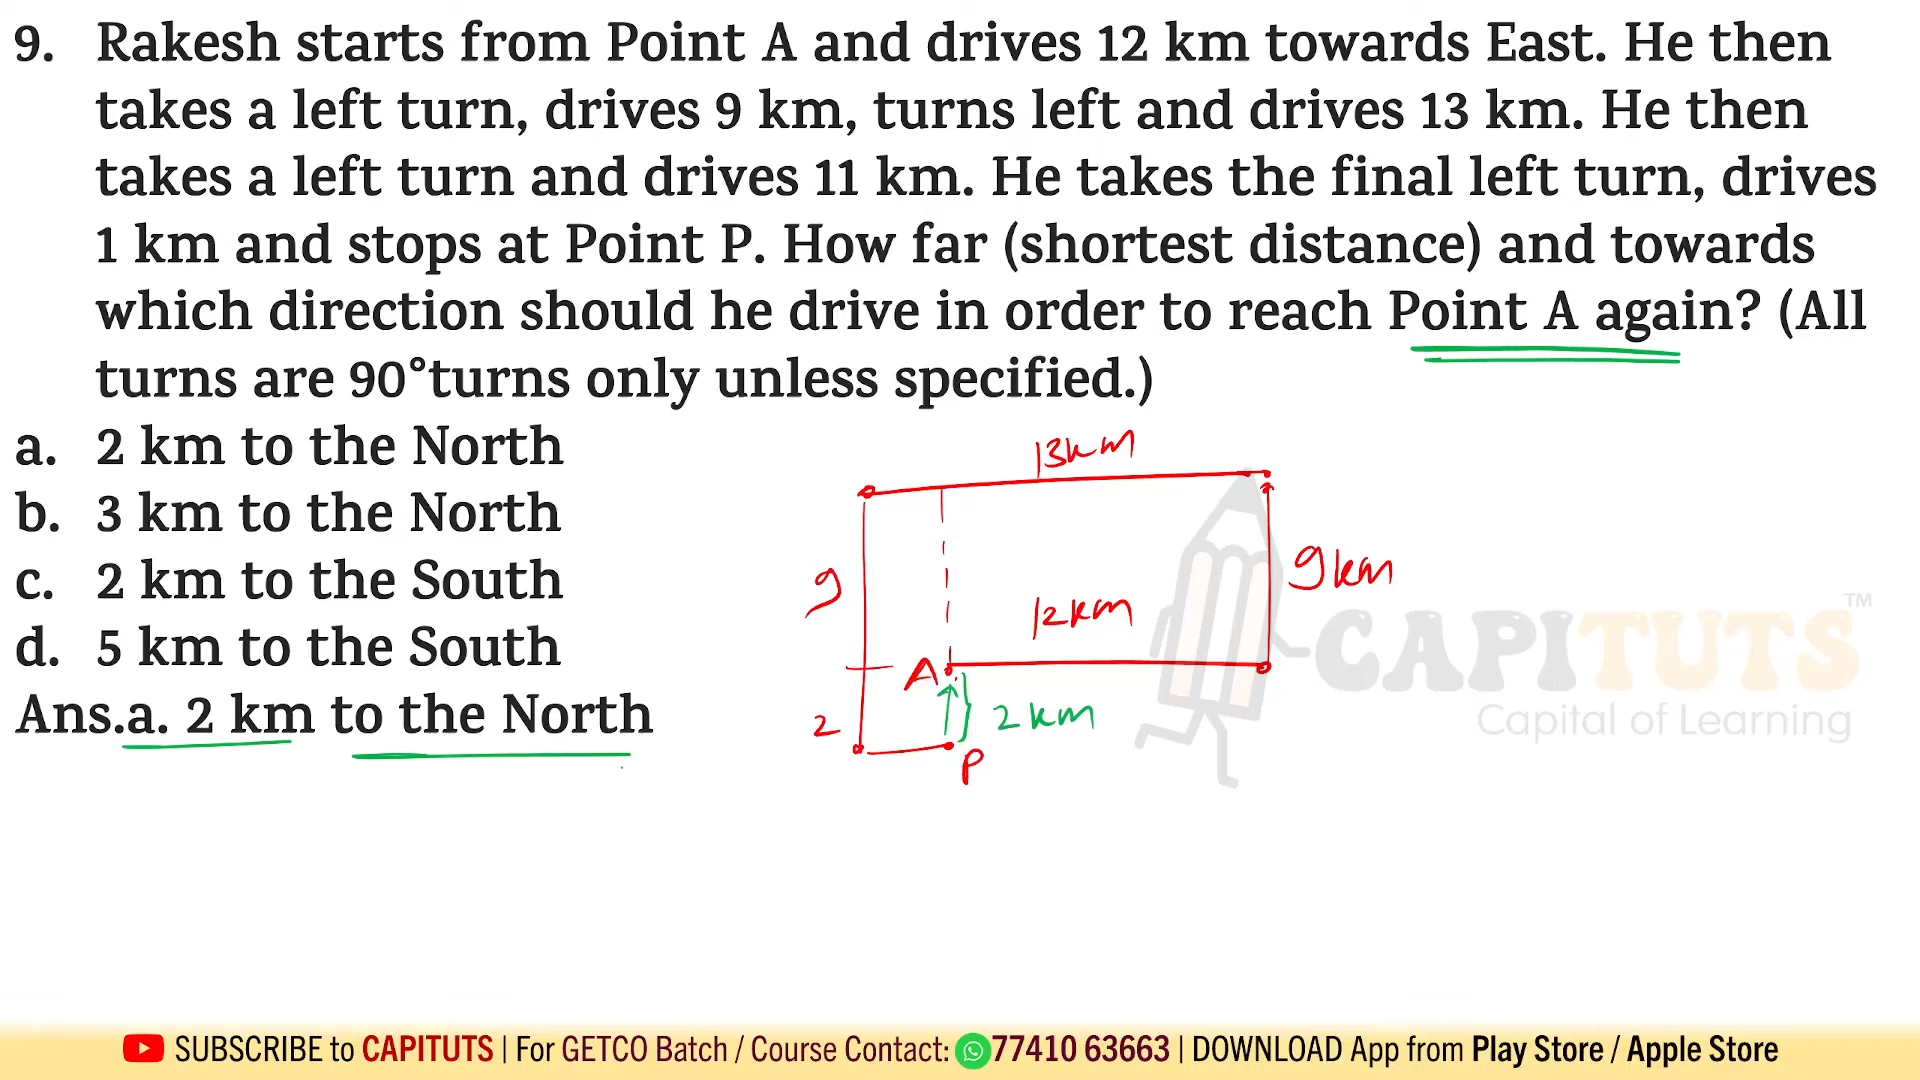 9. Rakesh starts from Point A and drives 12 km towards East. He then
takes a left turn, drives 9 km, turns left and drives 13 km. He then
takes a left turn and drives 11 km. He takes the final left turn, drives
1 km and stops at Point P. How far (shortest distance) and towards
which direction should he drive in order to reach Point A again? (All
turns are 90°turns only unless specified.)
a. 2 km to the North
b. 3 km to the North
c. 2 km to the South
d. 5 km to the South
Ans.a. 2 km to the North
13km
9
9km
12km
A
2
2km
P
CAPITUTS™
Capital of Learning
SUBSCRIBE to CAPITUTS | For GETCO Batch / Course Contact: 77410 63663 | DOWNLOAD App from Play Store / Apple Store